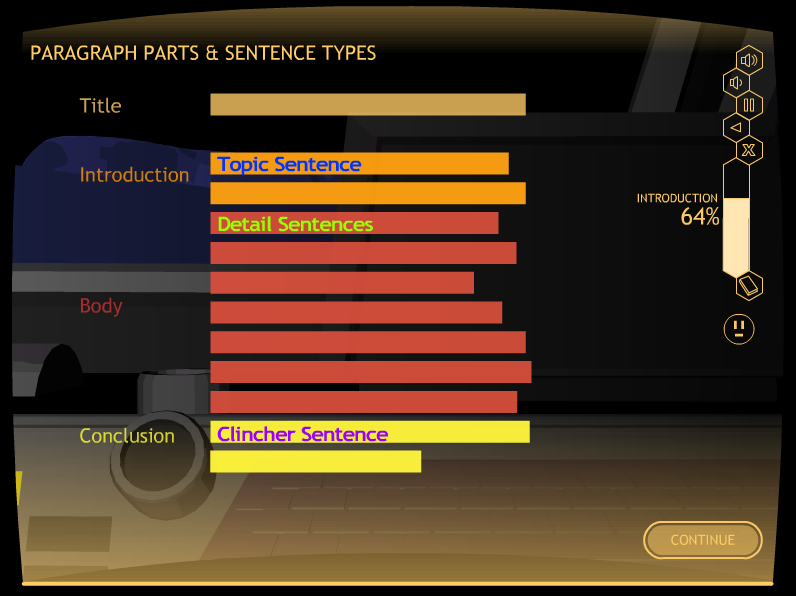 PARAGRAPH PARTS & SENTENCE TYPES
Title
Introduction
Topic Sentence
Detail Sentences
Body
Conclusion
Clincher Sentence
INTRODUCTION
64%
CONTINUE